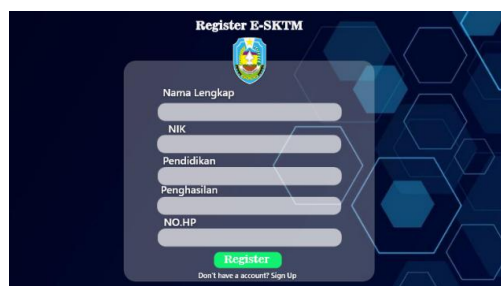 Register E-SKTM
Nama Lengkap
NIK
Pendidikan
Penghasilan
NO.HP
Register
Don't have a account? Sign Up